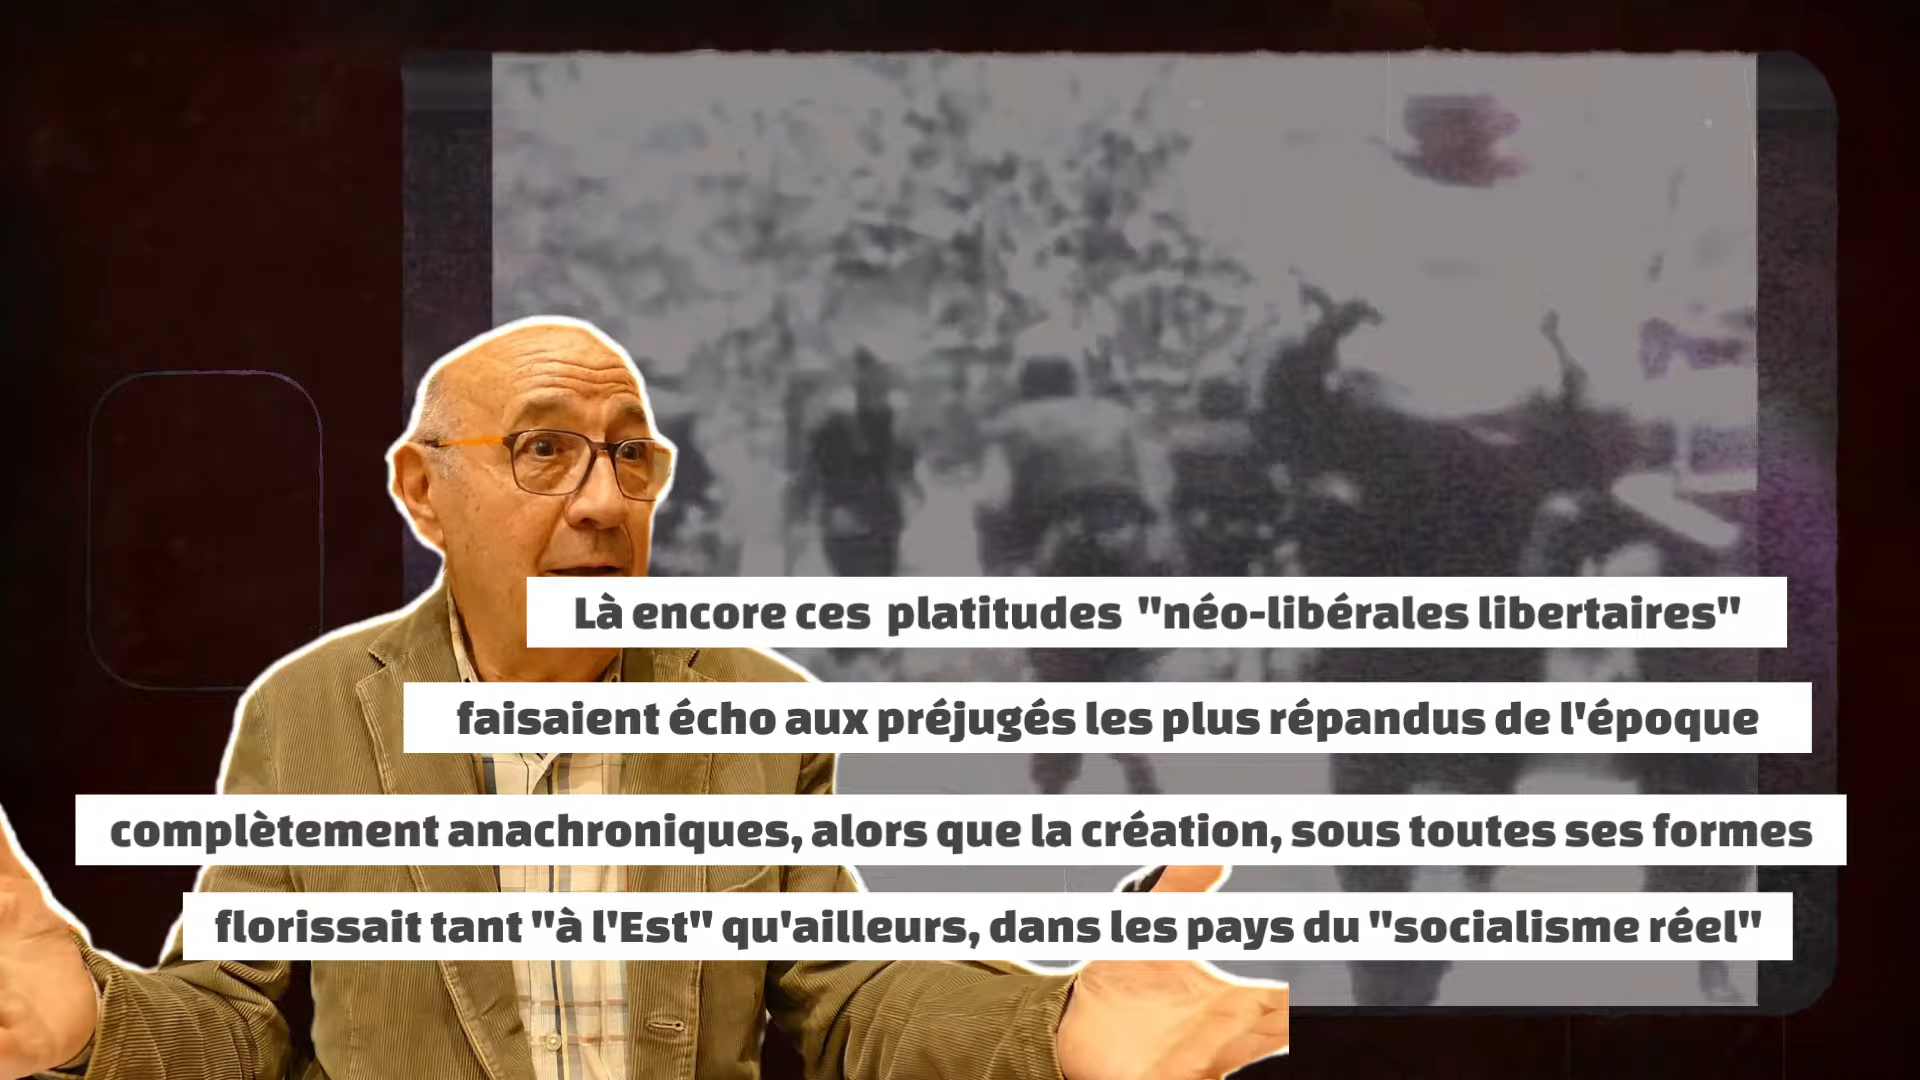 Là encore ces platitudes "néo-libérales libertaires"
faisaient écho aux préjugés les plus répandus de l'époque
complètement anachroniques, alors que la création, sous toutes ses formes
florissait tant "à l'Est" qu'ailleurs, dans les pays du "socialisme réel"